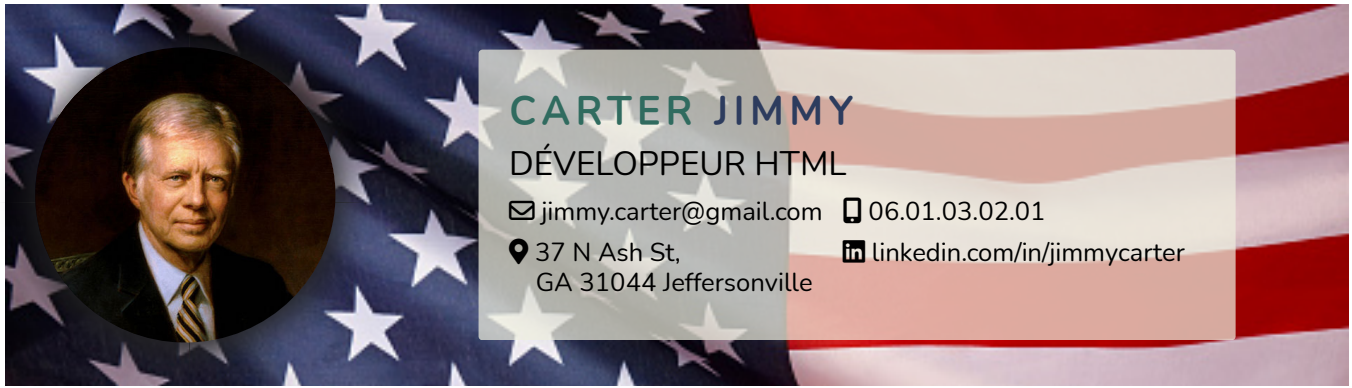 CARTER JIMMY
DÉVELOPPEUR HTML
jimmy.carter@gmail.com 06.01.03.02.01
37 N Ash St, linkedin.com/in/jimmycarter
GA 31044 Jeffersonville